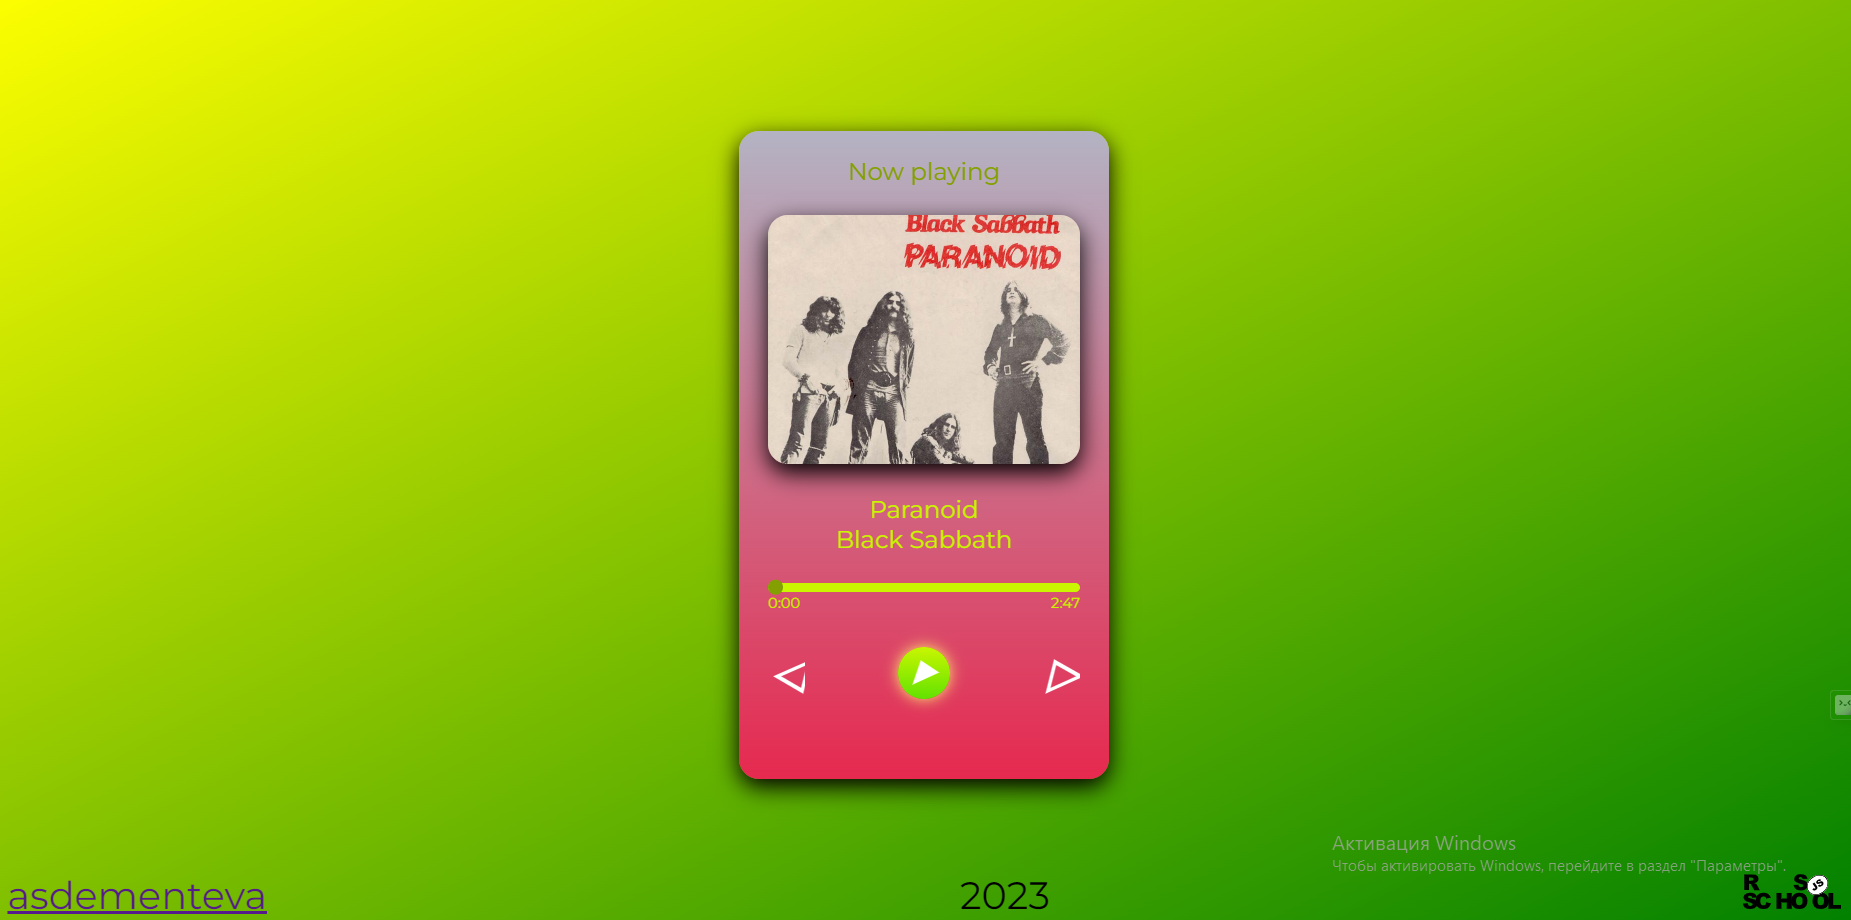 Now playing
Black Sabbath
PARANOID
Paranoid
Black Sabbath
0:00 2:47
Активация Windows
Чтобы активировать Windows, перейдите в раздел "Параметры".
asdementeva 2023
R S JS
SCHOOL